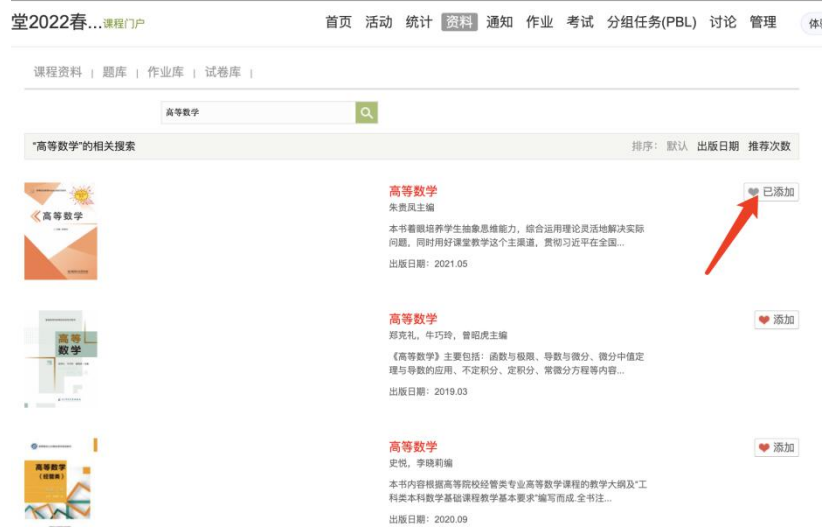 堂2022春...课程门户
首页 活动 统计 资料 通知 作业 考试 分组任务(PBL) 讨论 管理
课程资料 | 题库 | 作业库 | 试卷库 |
高等数学
"高等数学"的相关搜索
排序： 默认 出版日期 推荐次数
高等数学
高等数学
朱贵凤主编
已添加
本书着眼培养学生抽象思维能力，综合运用理论灵活地解决实际
问题，同时用好课堂教学这个主渠道，贯彻习近平在全国...
出版日期：2021.05
高等
数学
高等数学
郑克礼，牛巧玲，曾昭虎主编
添加
《高等数学》主要包括：函数与极限、导数与微分、微分中值定
理与导数的应用、不定积分、定积分、常微分方程等内容...
出版日期：2019.03
高等数学
（经管类）
高等数学
史悦，李晓莉编
添加
本书内容根据高等院校经管类专业高等数学课程的教学大纲及"工
科类本科数学基础课程教学基本要求"编写而成.全书注...
出版日期：2020.09